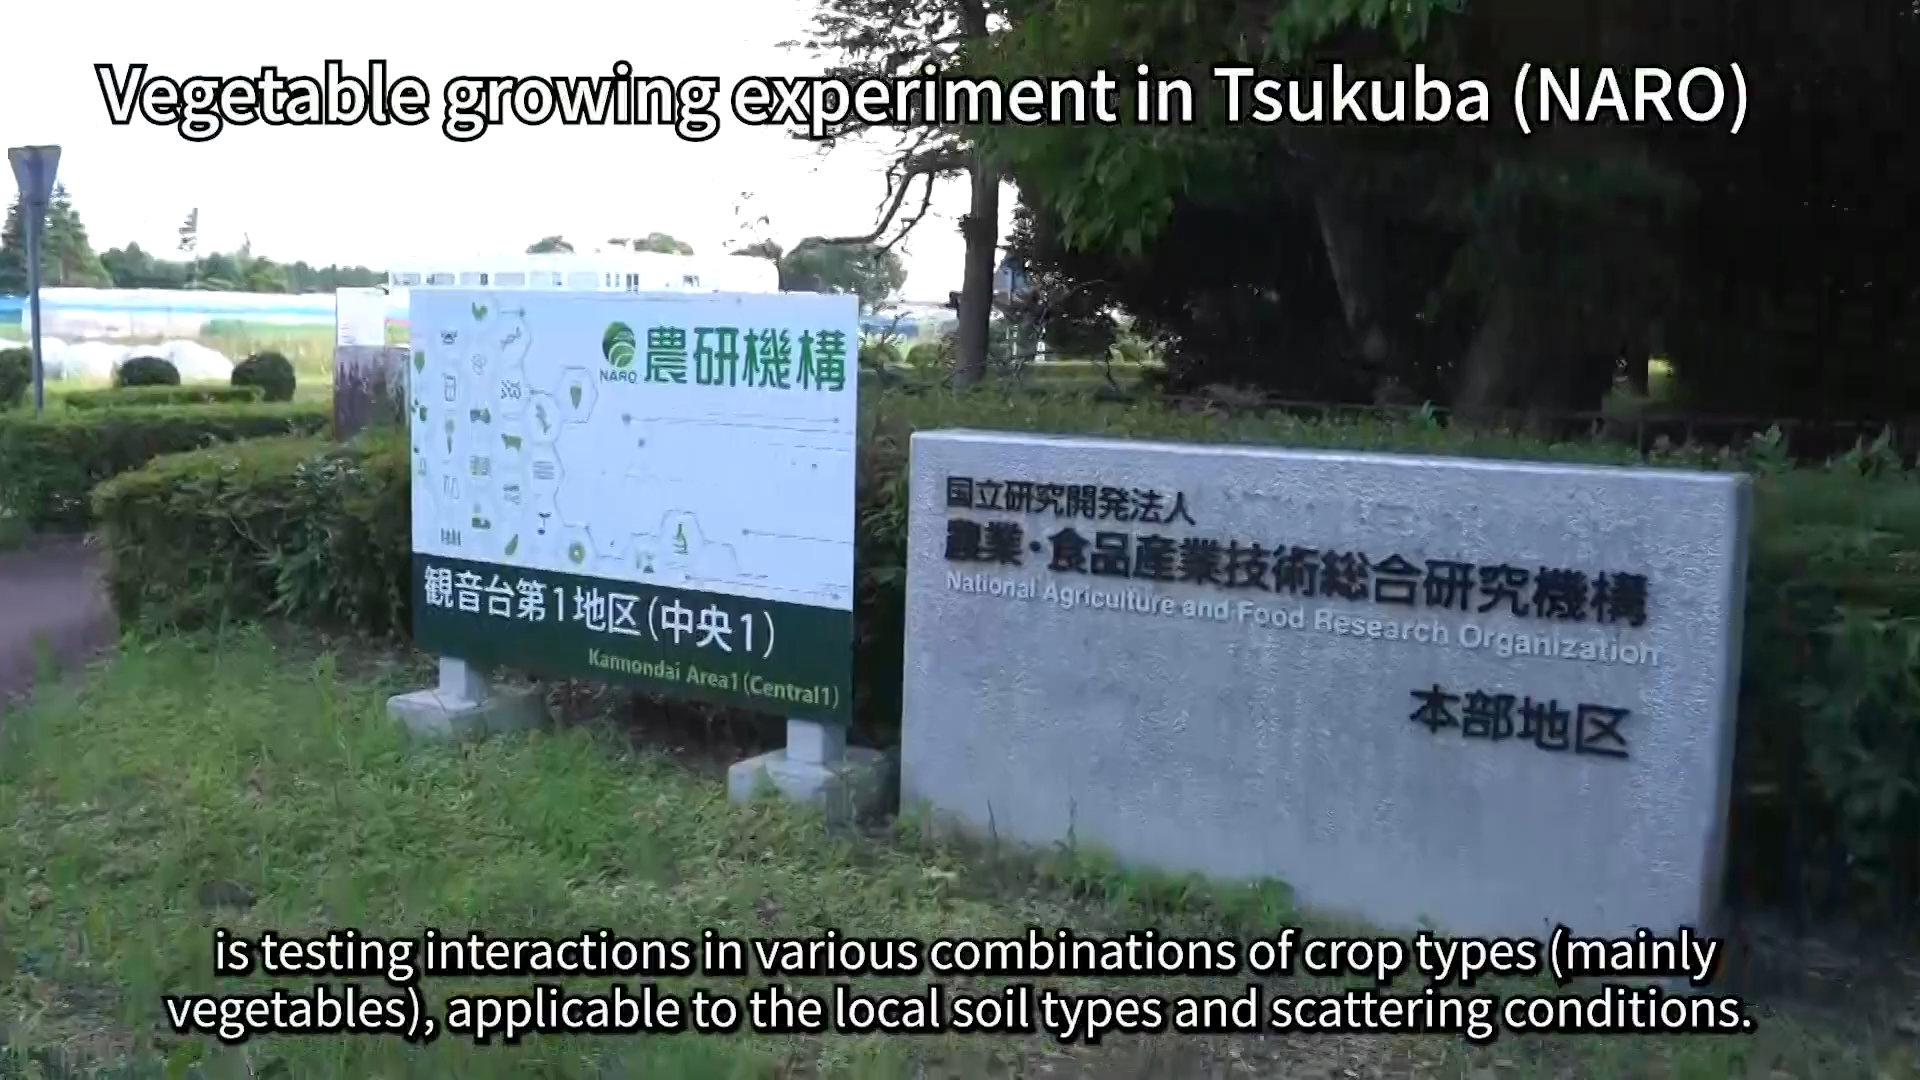 Vegetable growing experiment in Tsukuba (NARO)
NARO 農研機構
観音台第1地区(中央1)
Kannondai Area1(Central1)
国立研究開発法人
農業・食品産業技術総合研究機構
National Agriculture and Food Research Organization
本部地区
is testing interactions in various combinations of crop types (mainly
vegetables), applicable to the local soil types and scattering conditions.